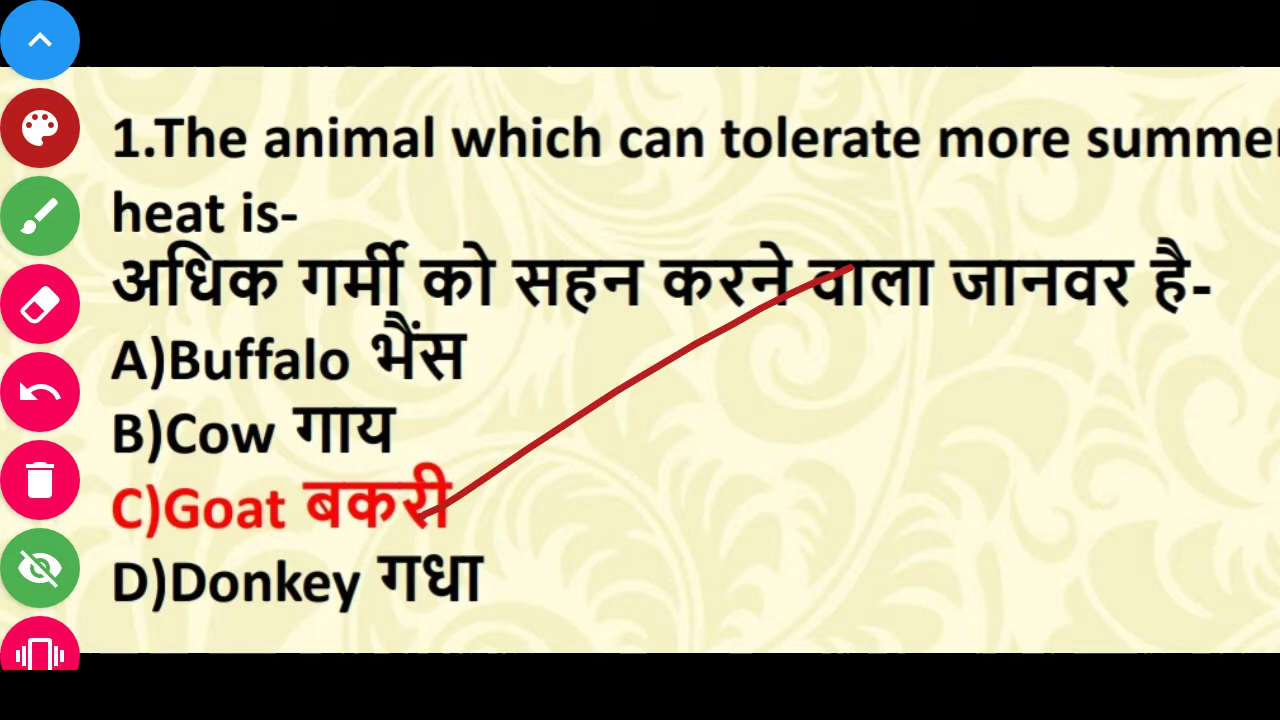 1.The animal which can tolerate more summer
heat is-
अधिक गर्मी को सहन करने वाला जानवर है-
A)Buffalo भैंस
B)Cow गाय
C)Goat बकरी
D)Donkey गधा